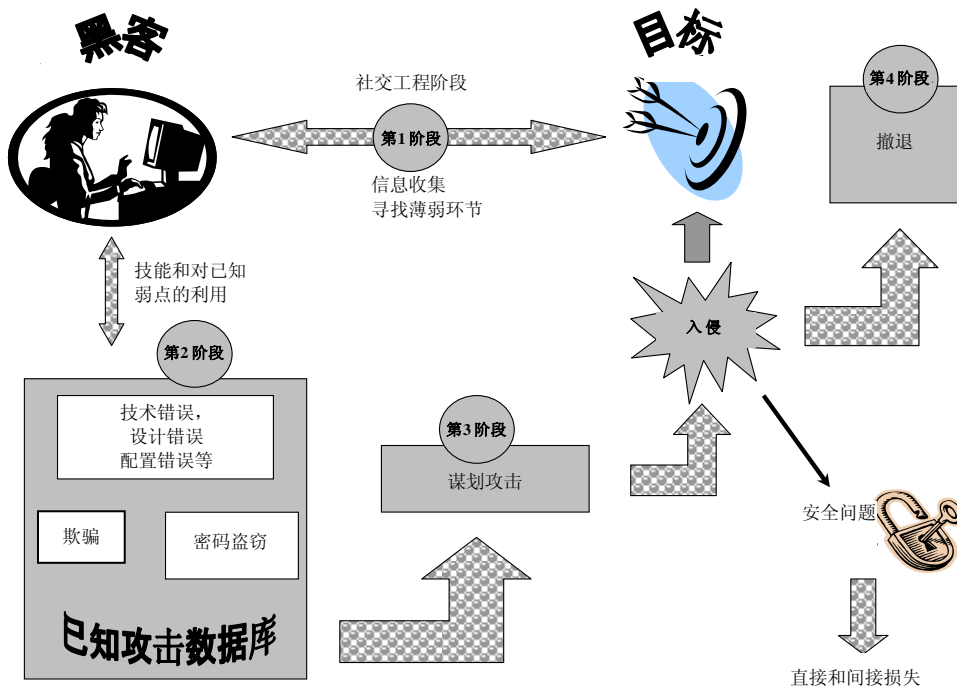 黑客
目标
社交工程阶段
第1阶段
信息收集
寻找薄弱环节
第4阶段
撤退
技能和对已知
弱点的利用
入侵
第2阶段
技术错误，
设计错误
配置错误等
欺骗
密码盗窃
已知攻击数据库
第3阶段
谋划攻击
安全问题
直接和间接损失